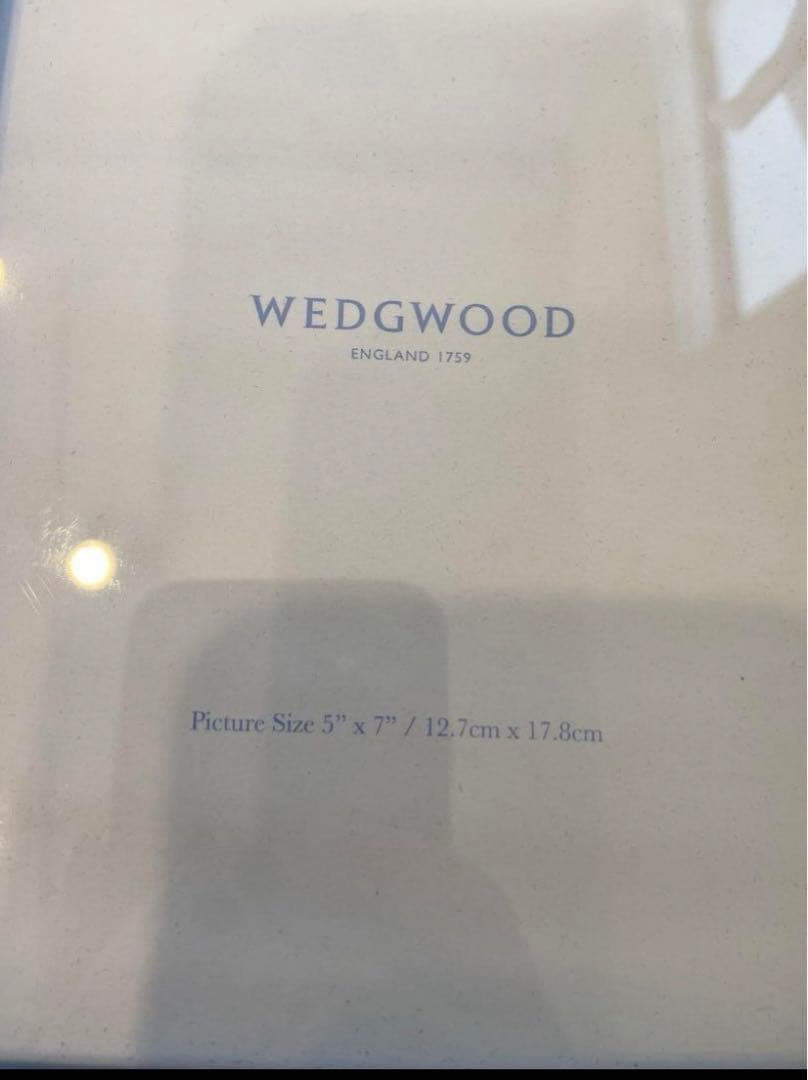 WEDGWOOD
ENGLAND 1759
Picture Size 5” x 7” / 12.7cm x 17.8cm